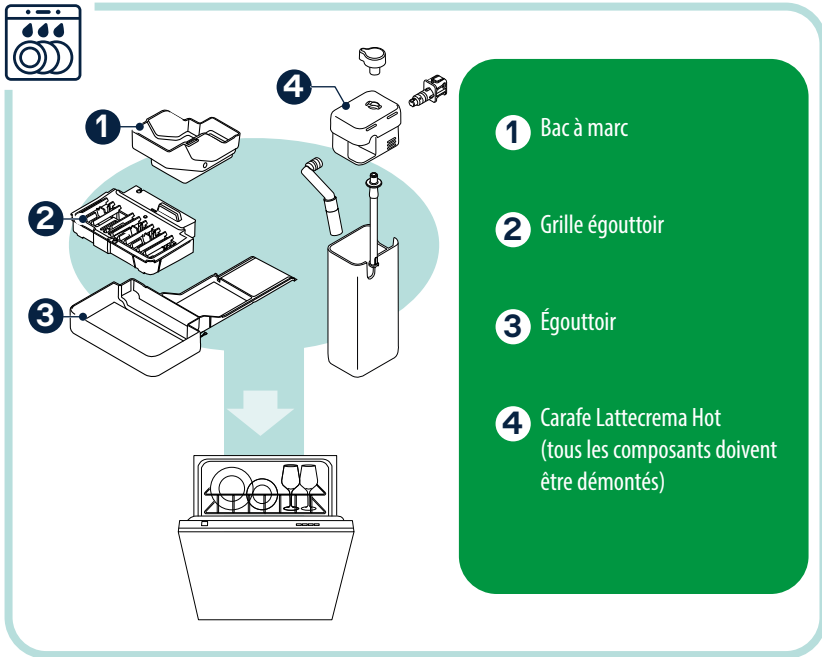 1
2
3
4
1 Bac à marc
2 Grille égouttoir
3 Égouttoir
4 Carafe Lattecrema Hot
(tous les composants doivent
être démontés)